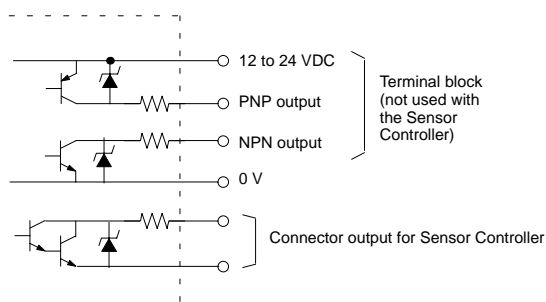 12 to 24 VDC
PNP output
NPN output
0 V
Terminal block
(not used with
the Sensor
Controller)
Connector output for Sensor Controller